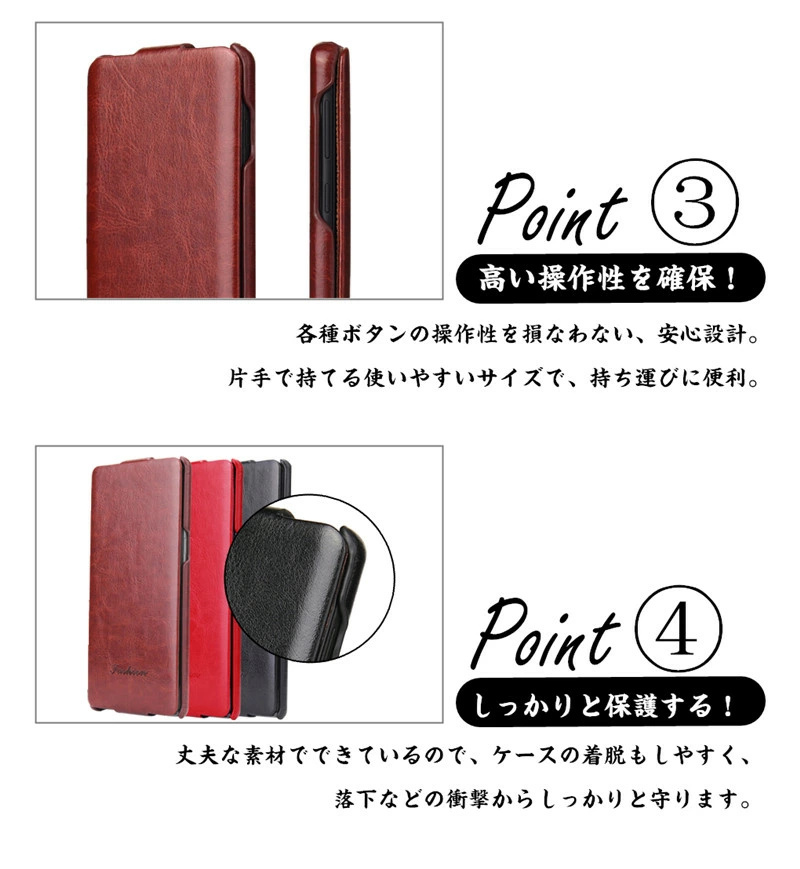 Point ③
高い操作性を確保！
各種ボタンの操作性を損なわない、安心設計。
片手で持てる使いやすいサイズで、持ち運びに便利。
Point ④
しっかりと保護する！
丈夫な素材でできているので、ケースの着脱もしやすく、
落下などの衝撃からしっかりと守ります。